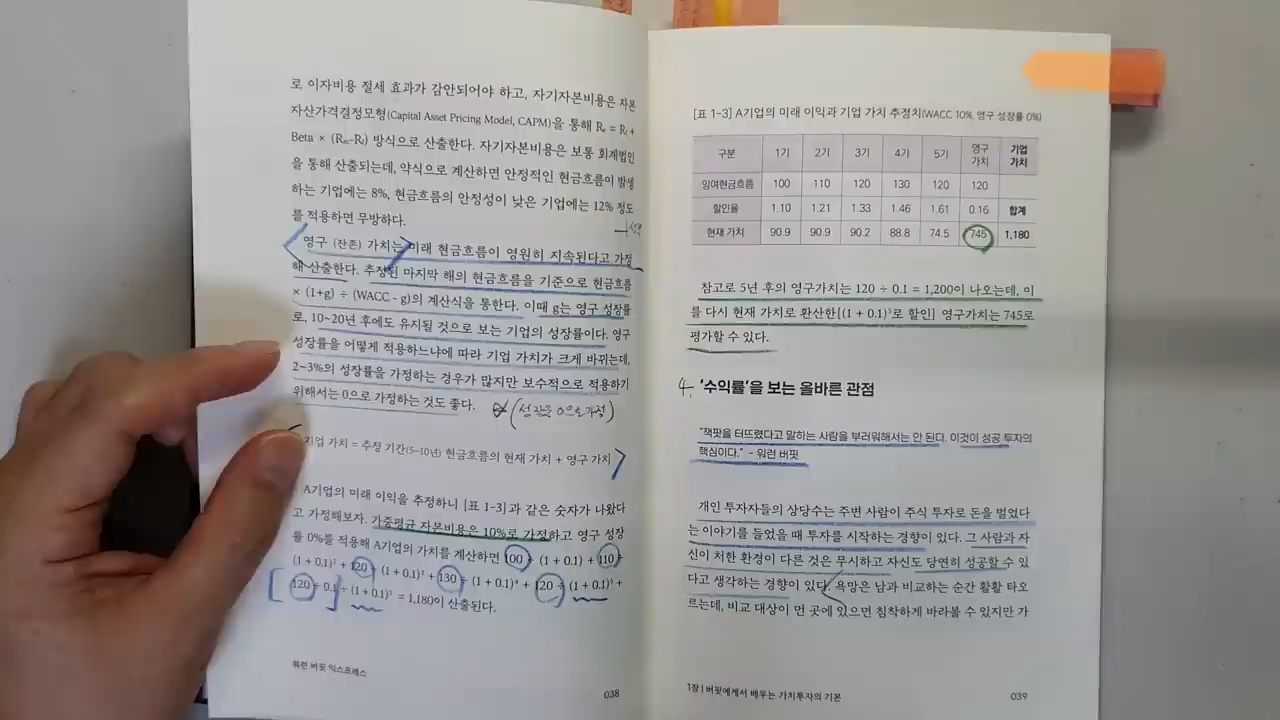 로 이자비용 절세 효과가 감안되어야 하고, 자기자본비용은 자본
자산가격결정모형(Capital Asset Pricing Model, CAPM)을 통해 Rₑ = R𝒻 +
Beta × (Rₘ-R𝒻) 방식으로 산출한다. 자기자본비용은 보통 회계법인
을 통해 산출되는데, 약식으로 계산하면 안정적인 현금흐름이 발생
하는 기업에는 8%, 현금흐름의 안정성이 낮은 기업에는 12% 정도
를 적용하면 무방하다.
영구 (잔존) 가치는 미래 현금흐름이 영원히 지속된다고 가정
해 산출한다. 추정된 마지막 해의 현금흐름을 기준으로 현금흐름
× (1+g) ÷ (WACC - g)의 계산식을 통한다. 이때 g는 영구 성장률
로, 10~20년 후에도 유지될 것으로 보는 기업의 성장률이다. 영구
성장률을 어떻게 적용하느냐에 따라 기업 가치가 크게 바뀌는데,
2~3%의 성장률을 가정하는 경우가 많지만 보수적으로 적용하기
위해서는 0으로 가정하는 것도 좋다. (성장율 0으로 가정)
기업 가치 = 추정 기간(5~10년) 현금흐름의 현재 가치 + 영구 가치
A기업의 미래 이익을 추정하니 [표 1-3]과 같은 숫자가 나왔다
고 가정해보자. 가중평균 자본비용은 10%로 가정하고 영구 성장
률 0%를 적용해 A기업의 가치를 계산하면 100 ÷ (1 + 0.1) + 110 ÷
(1 + 0.1)² + 120 ÷ (1 + 0.1)³ + 130 ÷ (1 + 0.1)⁴ + 120 ÷ (1 + 0.1)⁵ +
120 ÷ 0.1 ÷ (1 + 0.1)⁵ = 1,180이 산출된다.
워런 버핏 익스프레스
038
[표 1-3] A기업의 미래 이익과 기업 가치 추정치(WACC 10%, 영구 성장률 0%)
구분 1기 2기 3기 4기 5기 영구 가치 기업 가치
잉여현금흐름 100 110 120 130 120 120
할인율 1.10 1.21 1.33 1.46 1.61 0.16 합계
현재 가치 90.9 90.9 90.2 88.8 74.5 745 1,180
참고로 5년 후의 영구가치는 120 ÷ 0.1 = 1,200이 나오는데, 이
를 다시 현재 가치로 환산한[(1 + 0.1)⁵로 할인] 영구가치는 745로
평가할 수 있다.
4. '수익률'을 보는 올바른 관점
"잭팟을 터뜨렸다고 말하는 사람을 부러워해서는 안 된다. 이것이 성공 투자의
핵심이다." - 워런 버핏
개인 투자자들의 상당수는 주변 사람이 주식 투자로 돈을 벌었다
는 이야기를 들었을 때 투자를 시작하는 경향이 있다. 그 사람과 자
신이 처한 환경이 다른 것은 무시하고 자신도 당연히 성공할 수 있
다고 생각하는 경향이 있다. 욕망은 남과 비교하는 순간 활활 타오
르는데, 비교 대상이 먼 곳에 있으면 침착하게 바라볼 수 있지만 가
1장 | 버핏에게서 배우는 가치투자의 기본
039